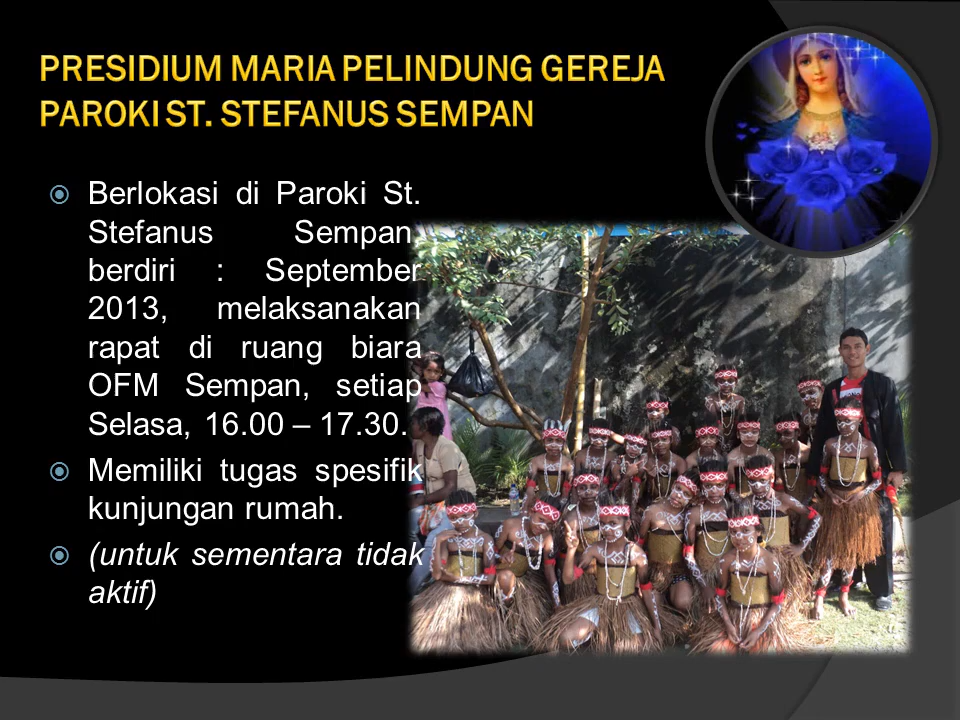 PRESIDIUM MARIA PELINDUNG GEREJA
PAROKI ST. STEFANUS SEMPAN
Berlokasi di Paroki St.
Stefanus Sempan,
berdiri : September
2013, melaksanakan
rapat di ruang biara
OFM Sempan, setiap
Selasa, 16.00 – 17.30.
Memiliki tugas spesifik
kunjungan rumah.
(untuk sementara tidak
aktif)